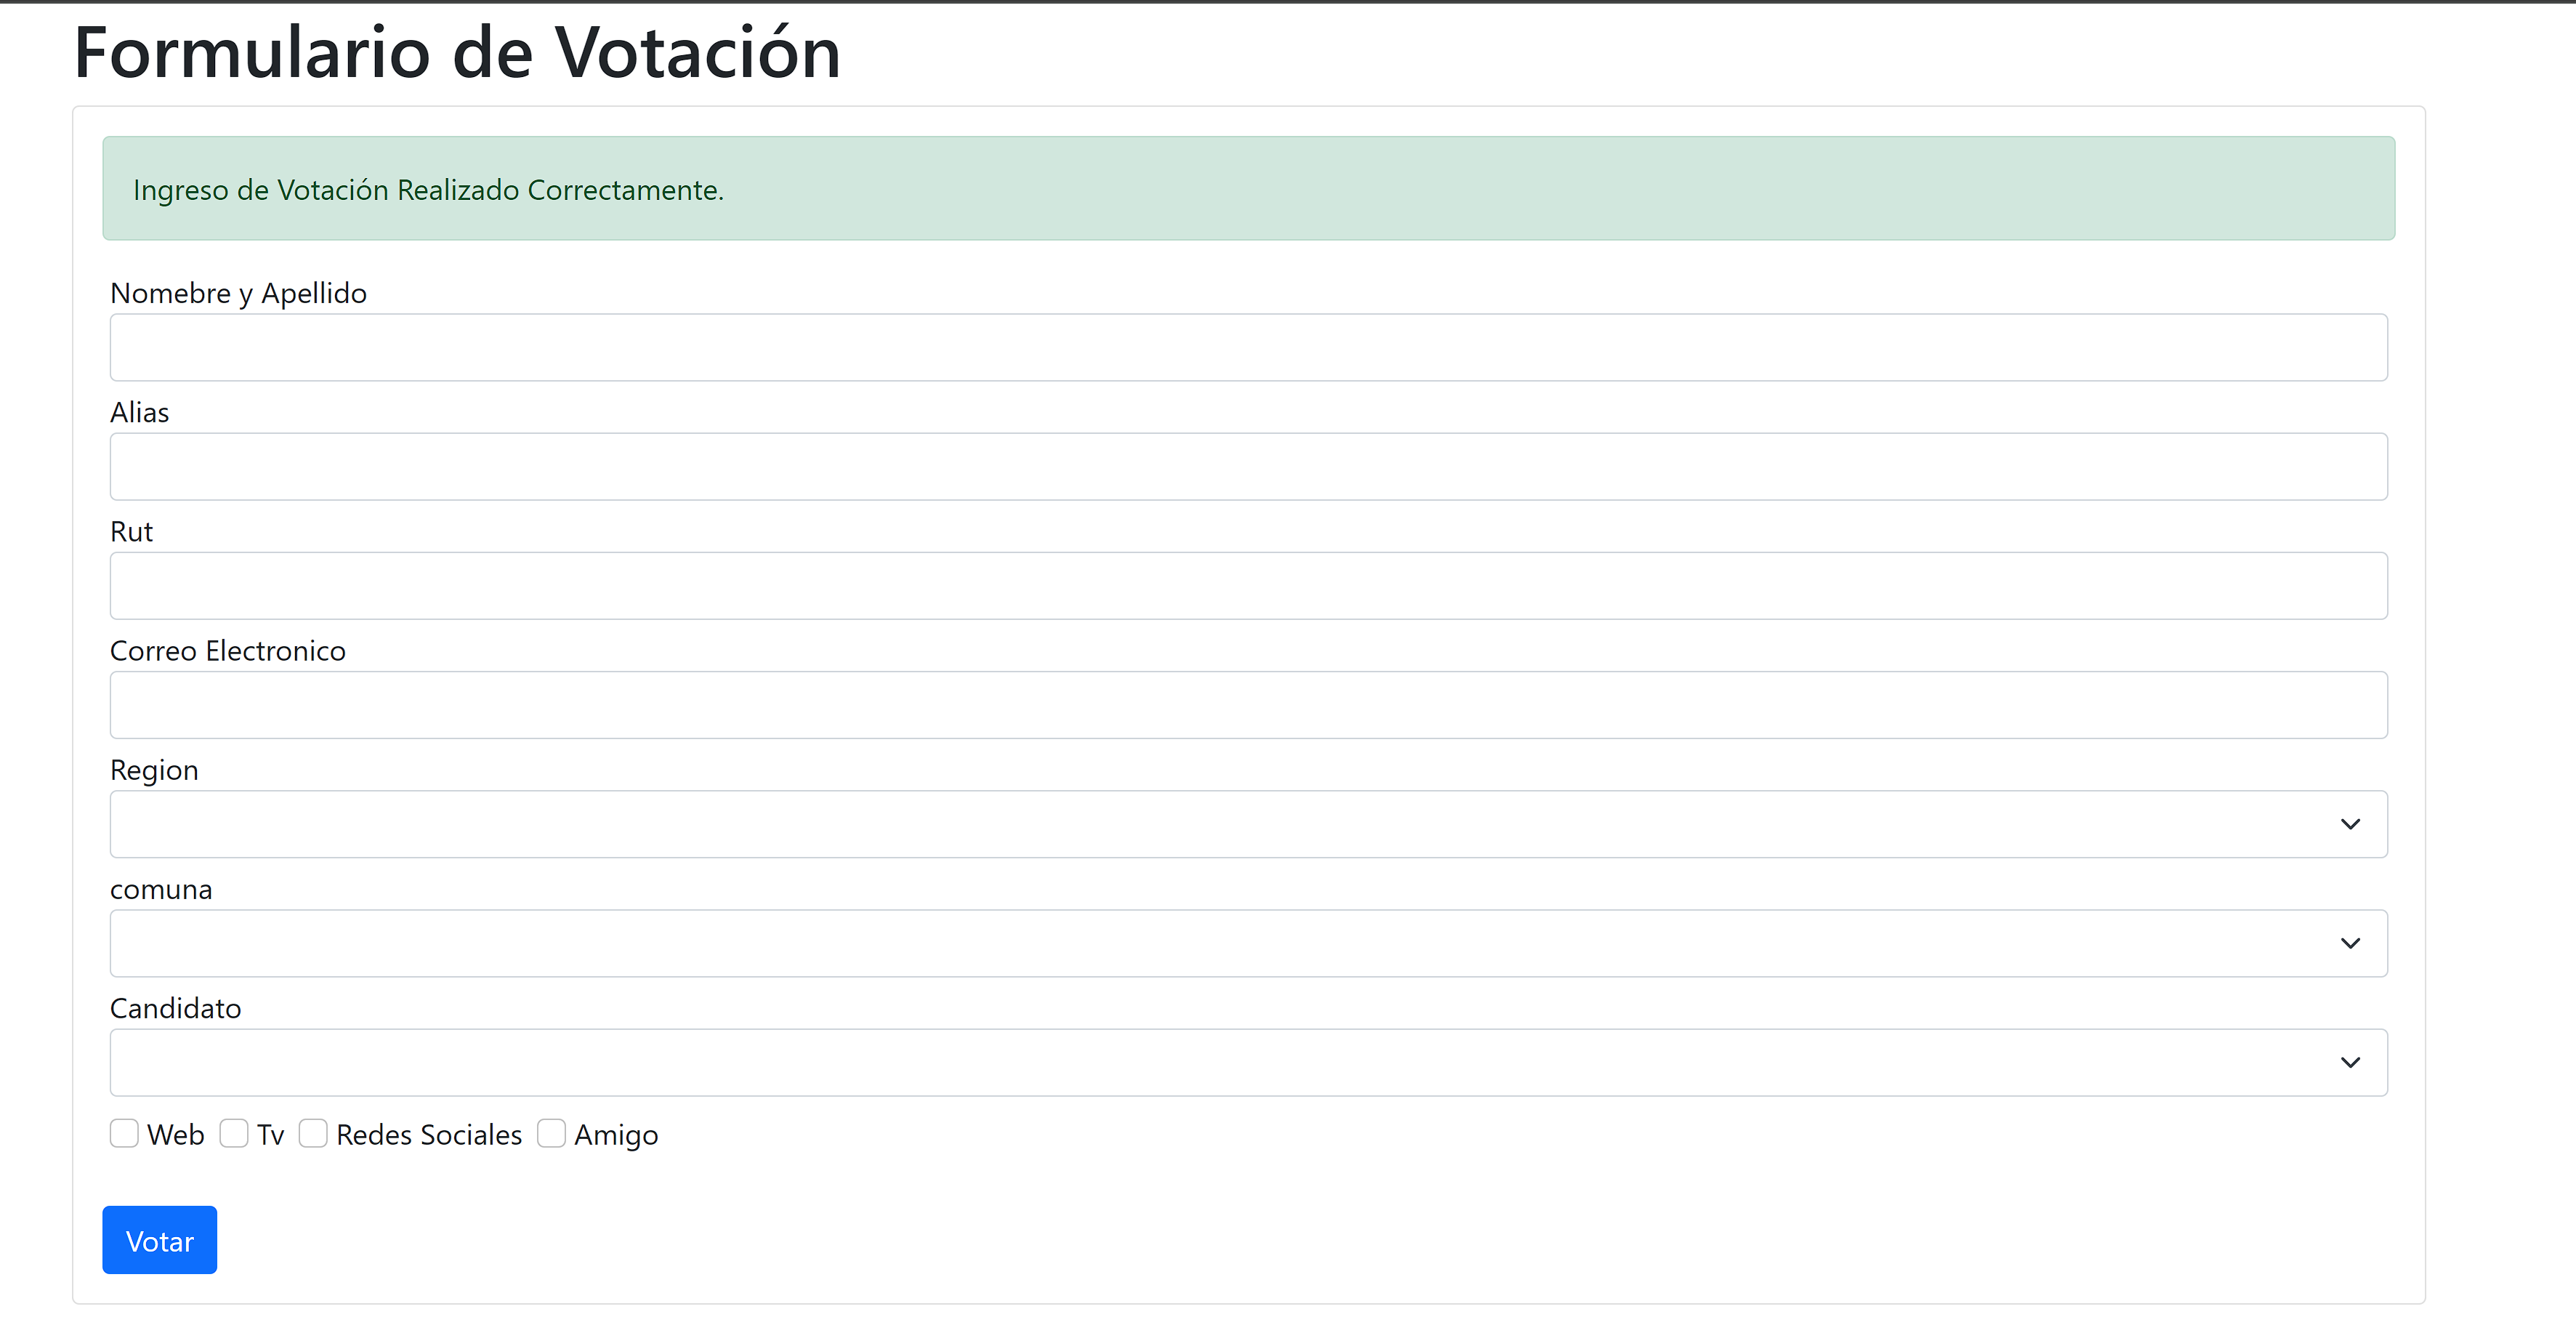 Formulario de Votación
Ingreso de Votación Realizado Correctamente.
Nomebre y Apellido
Alias
Rut
Correo Electronico
Region
comuna
Candidato
Web Tv Redes Sociales Amigo
Votar